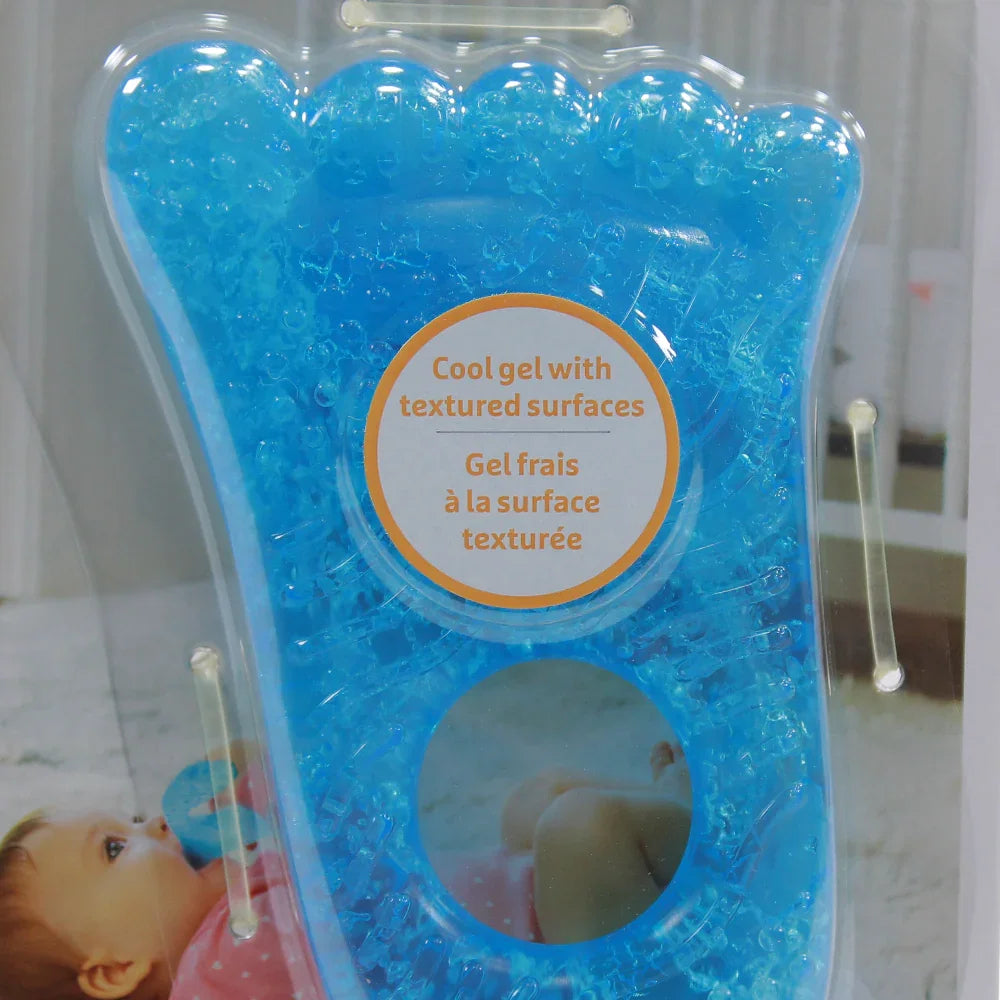 Cool gel with
textured surfaces
Gel frais
à la surface
texturée